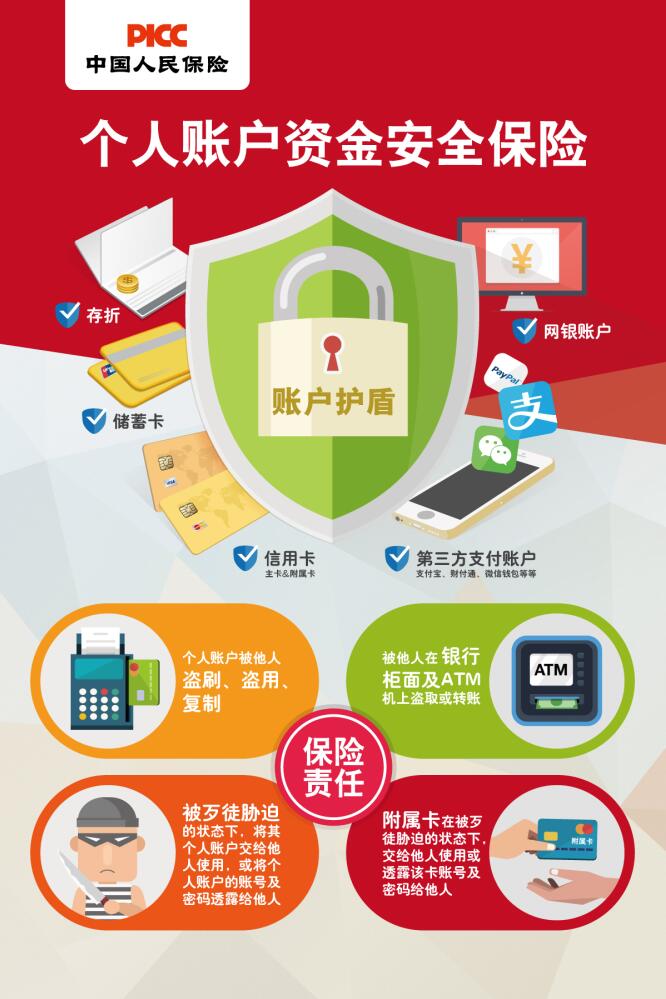 PICC
中国人民保险
个人账户资金安全保险
存折
¥
网银账户
账户护盾
储蓄卡
PayPal
支
VISA
信用卡
主卡&附属卡
第三方支付账户
支付宝、财付通、微信钱包等等
个人账户被他人
盗刷、盗用、
复制
被他人在 银行
柜面及ATM
机上盗取或转账
ATM
保险
责任
被歹徒胁迫
的状态下，将其
个人账户交给他
人使用，或将个
人账户的账号及
密码透露给他人
附属卡在被歹
徒胁迫的状态下，
交给他人使用或
透露该卡账号及
密码给他人
附属卡